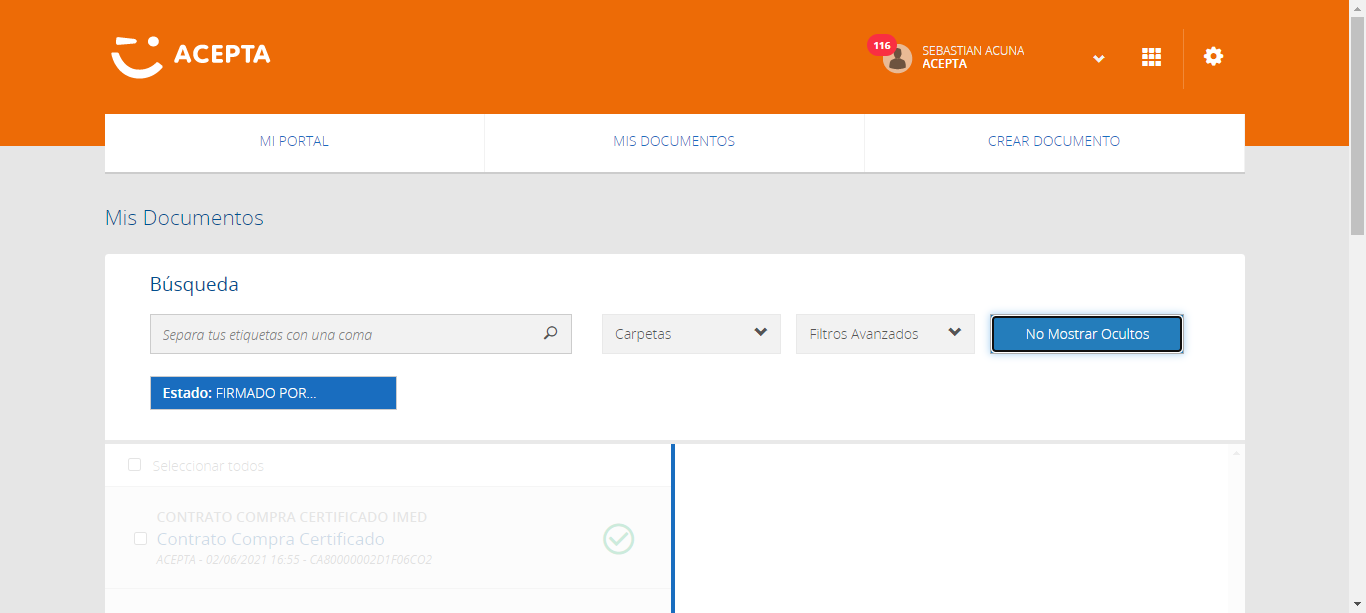 ACEPTA
116
SEBASTIAN ACUNA
ACEPTA
MI PORTAL
MIS DOCUMENTOS
CREAR DOCUMENTO
Mis Documentos
Búsqueda
Separa tus etiquetas con una coma
Carpetas
Filtros Avanzados
No Mostrar Ocultos
Estado: FIRMADO POR...
Seleccionar todos
CONTRATO COMPRA CERTIFICADO IMED
Contrato Compra Certificado
ACEPTA - 02/06/2021 16:55 - CA80000002D1F06CO2